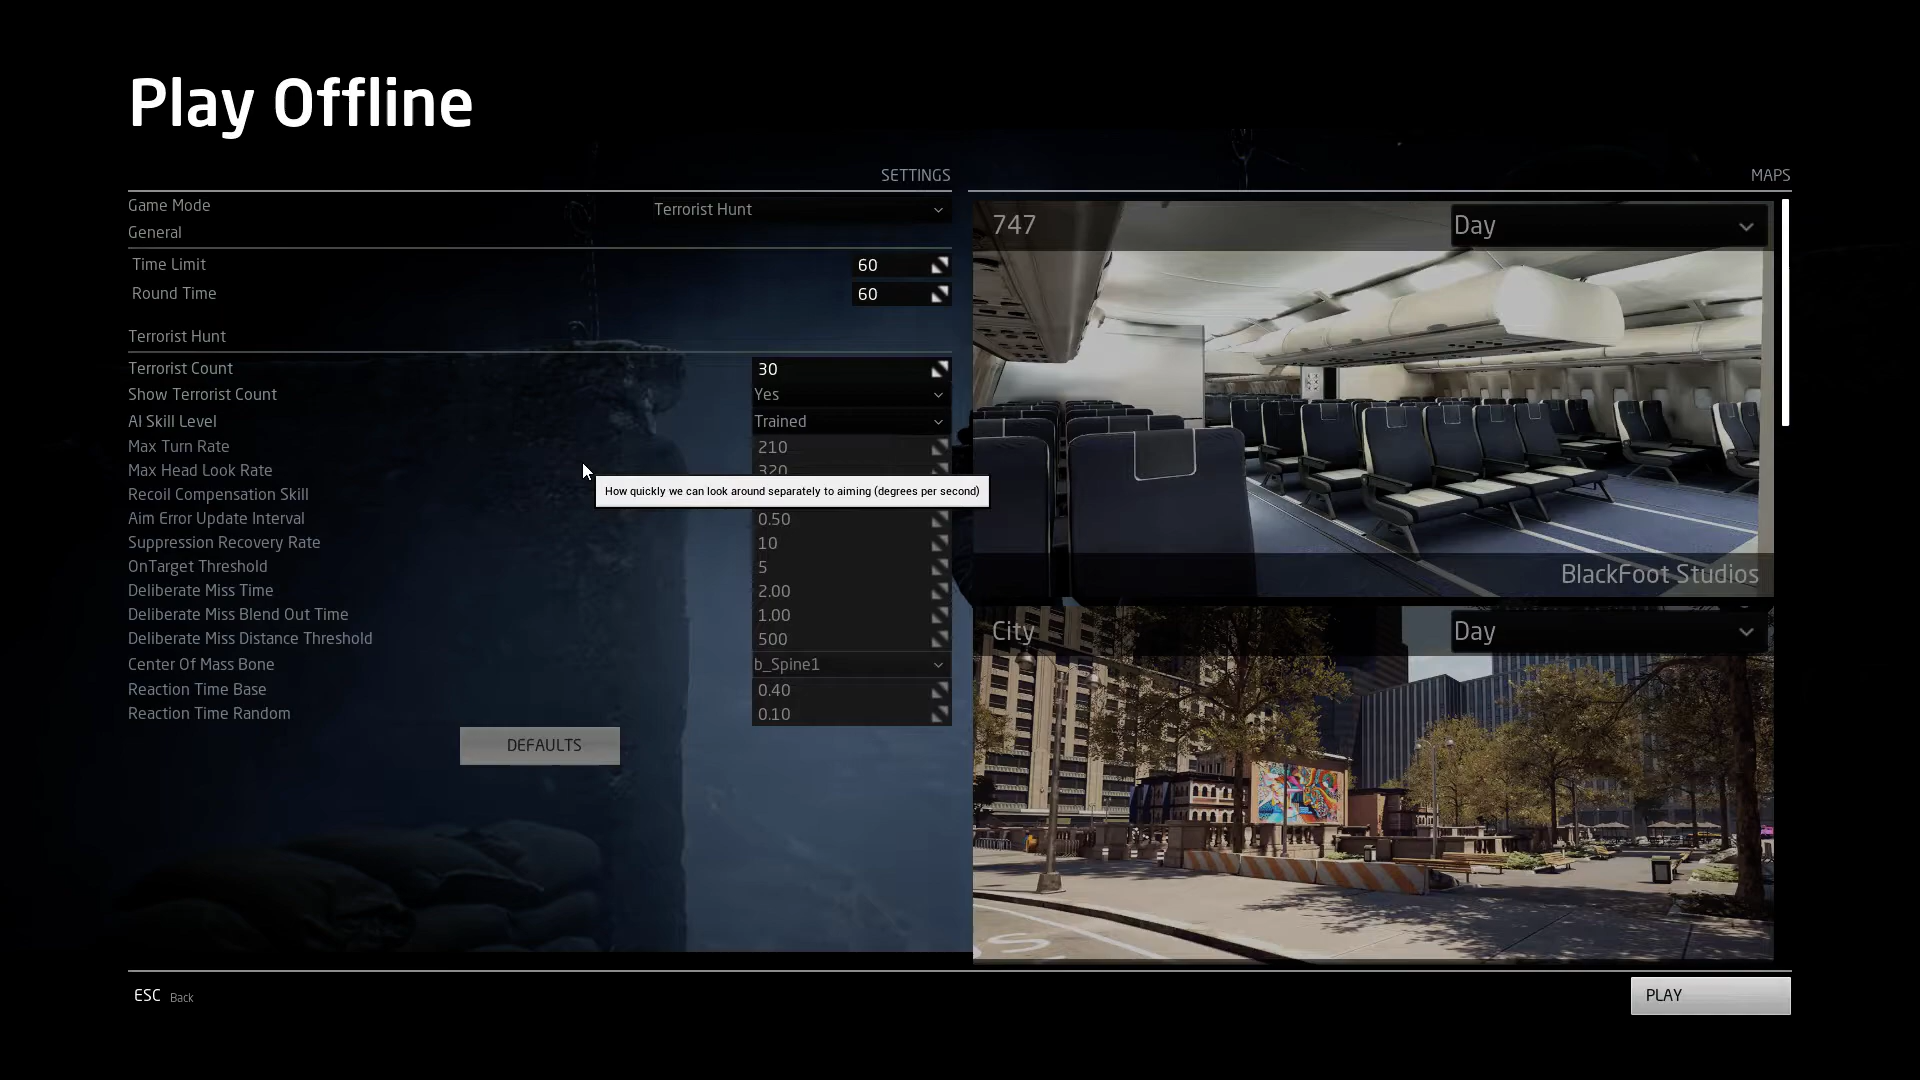 Play Offline
SETTINGS
Game Mode Terrorist Hunt
General
Time Limit 60
Round Time 60
Terrorist Hunt
Terrorist Count 30
Show Terrorist Count Yes
AI Skill Level Trained
Max Turn Rate 210
Max Head Look Rate 320
How quickly we can look around separately to aiming (degrees per second)
Recoil Compensation Skill
Aim Error Update Interval 0.50
Suppression Recovery Rate 10
OnTarget Threshold 5
Deliberate Miss Time 2.00
Deliberate Miss Blend Out Time 1.00
Deliberate Miss Distance Threshold 500
Center Of Mass Bone b_Spine1
Reaction Time Base 0.40
Reaction Time Random 0.10
DEFAULTS
MAPS
747 Day
BlackFoot Studios
City Day
ESC Back
PLAY